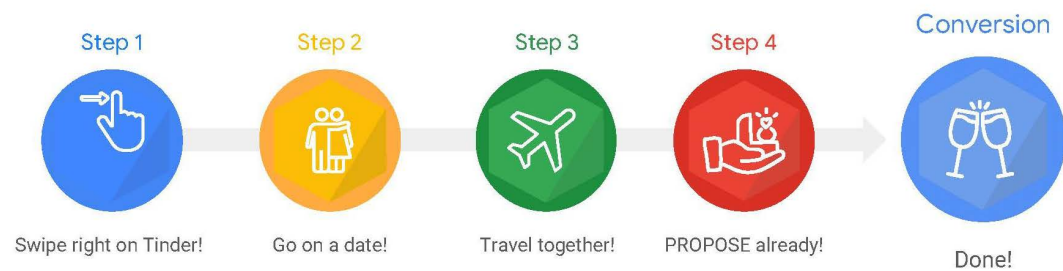 Step 1
Step 2
Step 3
Step 4
Conversion
Swipe right on Tinder!
Go on a date!
Travel together!
PROPOSE already!
Done!